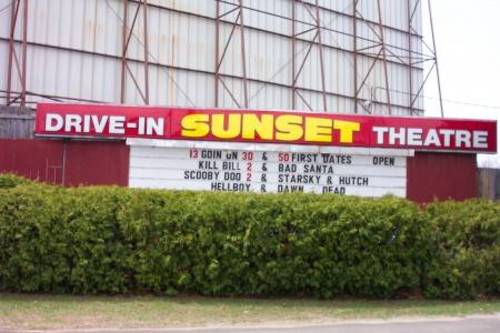 DRIVE-IN SUNSET THEATRE
13 GOIN ON 30 & 50 FIRST DATES OPEN
KILL BILL 2 & BAD SANTA
SCOOBY DOO 2 & STARSKY & HUTCH
HELLBOY & DAWN DEAD